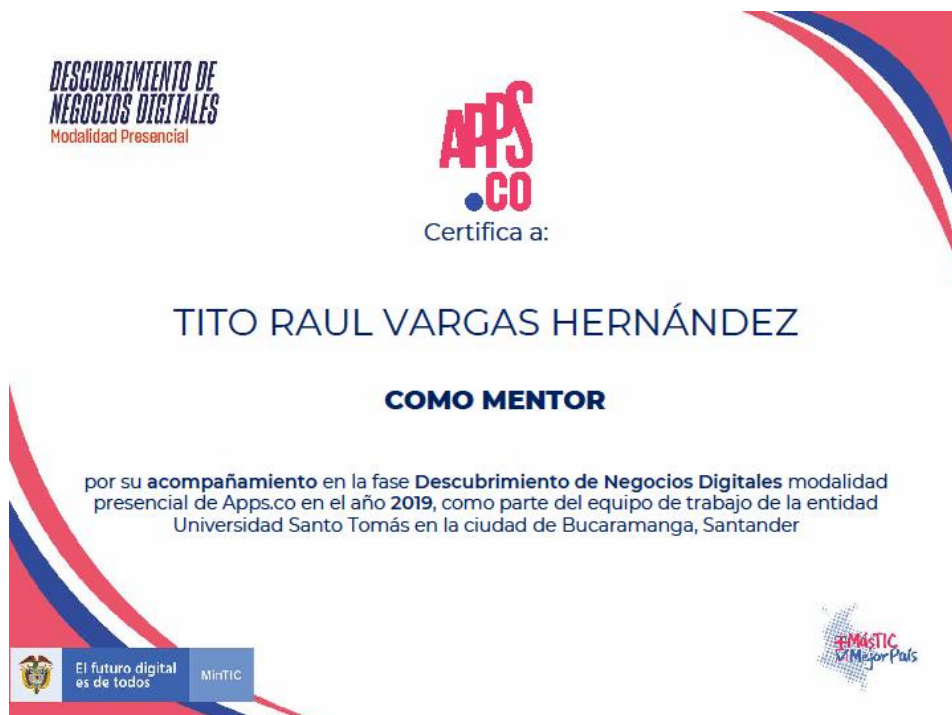 DESCUBRIMIENTO DE
NEGOCIOS DIGITALES
Modalidad Presencial
APPS
.CO
Certifica a:
TITO RAUL VARGAS HERNÁNDEZ
COMO MENTOR
por su acompañamiento en la fase Descubrimiento de Negocios Digitales modalidad
presencial de Apps.co en el año 2019, como parte del equipo de trabajo de la entidad
Universidad Santo Tomás en la ciudad de Bucaramanga, Santander
El futuro digital
es de todos
MinTIC
+MásTIC
Mejor País